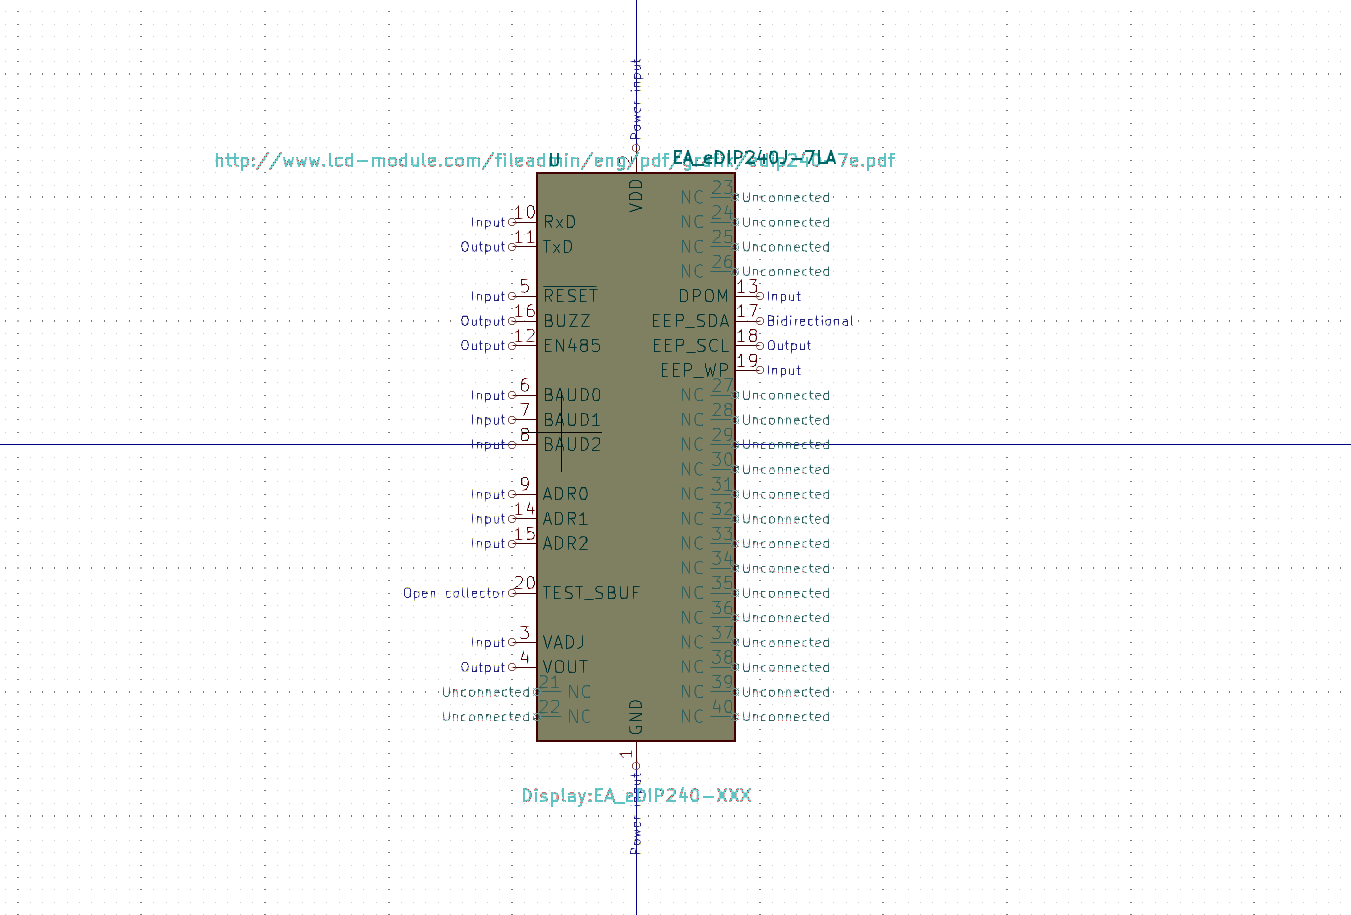 Power input
http://www.lcd-module.com/fileadmin/eng/pdf/grafik/edip240-7e.pdf
U
EA_eDIP240J-7LA
2
VDD
NC 23 Unconnected
Input 10 RxD NC 24 Unconnected
Output 11 TxD NC 25 Unconnected
NC 26 Unconnected
Input 5 RESET DPOM 13 Input
Output 16 BUZZ EEP_SDA 17 Bidirectional
Output 12 EN485 EEP_SCL 18 Output
EEP_WP 19 Input
Input 6 BAUD0 NC 27 Unconnected
Input 7 BAUD1 NC 28 Unconnected
Input 8 BAUD2 NC 29 Unconnected
NC 30 Unconnected
Input 9 ADR0 NC 31 Unconnected
Input 14 ADR1 NC 32 Unconnected
Input 15 ADR2 NC 33 Unconnected
NC 34 Unconnected
Open collector 20 TEST_SBUF NC 35 Unconnected
NC 36 Unconnected
Input 3 VADJ NC 37 Unconnected
Output 4 VOUT NC 38 Unconnected
Unconnected 21 NC NC 39 Unconnected
Unconnected 22 NC NC 40 Unconnected
GND
1
Display:EA_eDIP240-XXX
Power input